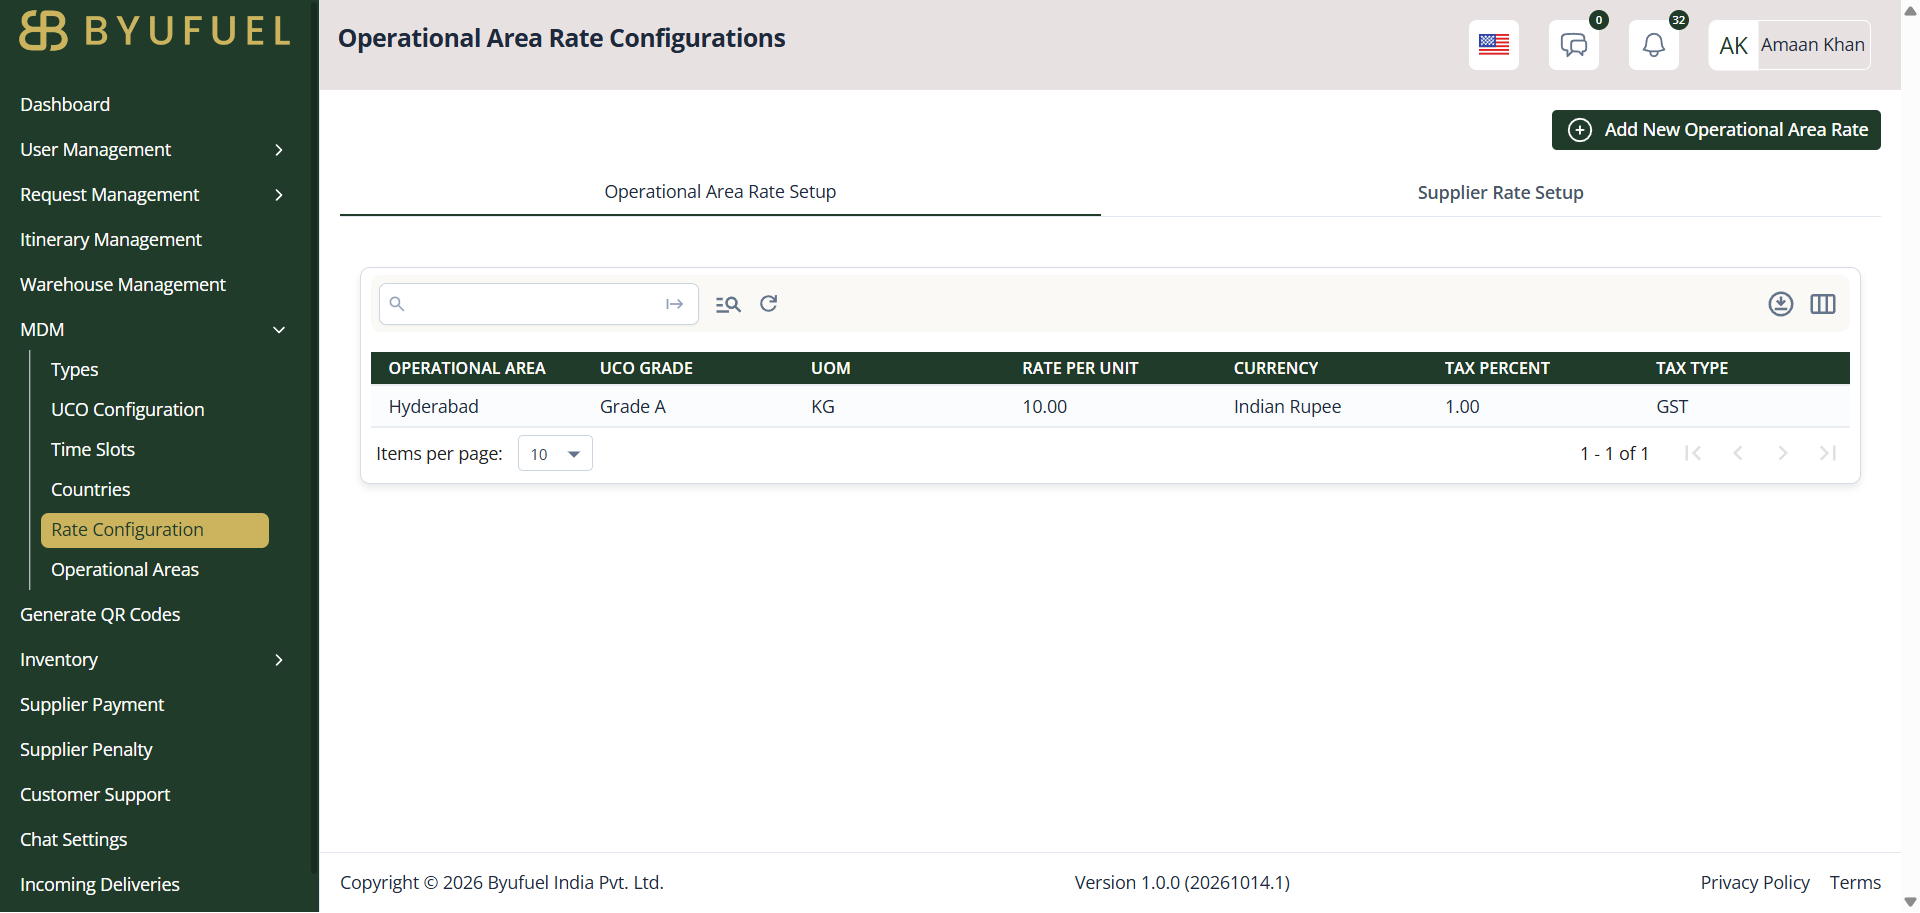 BYUFUEL
Dashboard
User Management
Request Management
Itinerary Management
Warehouse Management
MDM
Types
UCO Configuration
Time Slots
Countries
Rate Configuration
Operational Areas
Generate QR Codes
Inventory
Supplier Payment
Supplier Penalty
Customer Support
Chat Settings
Incoming Deliveries
Operational Area Rate Configurations
0
32
AK Amaan Khan
Add New Operational Area Rate
Operational Area Rate Setup Supplier Rate Setup
OPERATIONAL AREA UCO GRADE UOM RATE PER UNIT CURRENCY TAX PERCENT TAX TYPE
Hyderabad Grade A KG 10.00 Indian Rupee 1.00 GST
Items per page: 10 1 - 1 of 1
Copyright © 2026 Byufuel India Pvt. Ltd. Version 1.0.0 (20261014.1) Privacy Policy Terms